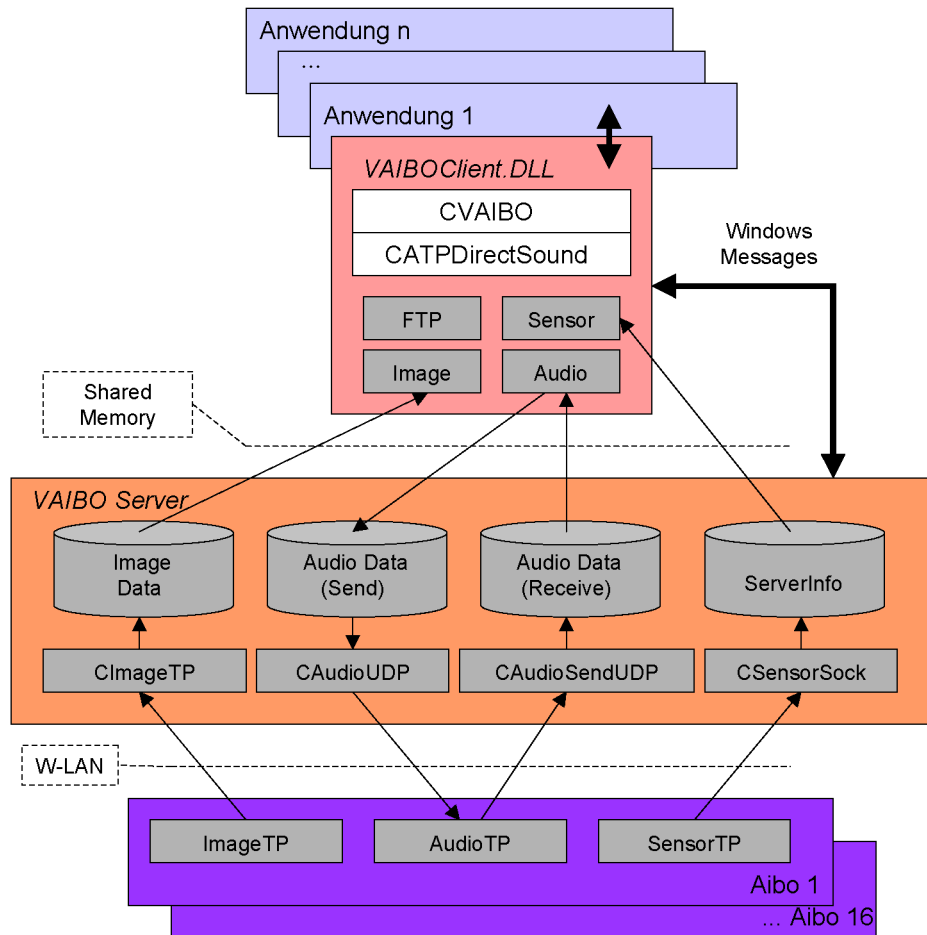 Anwendung n
...
Anwendung 1
VAIBOClient.DLL
CVAIBO
CATPDirectSound
Windows
Messages
FTP
Sensor
Image
Audio
Shared
Memory
VAIBO Server
Image
Data
Audio Data
(Send)
Audio Data
(Receive)
ServerInfo
CImageTP
CAudioUDP
CAudioSendUDP
CSensorSock
W-LAN
ImageTP
AudioTP
SensorTP
Aibo 1
... Aibo 16